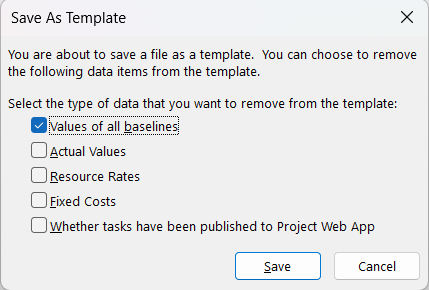 Save As Template
You are about to save a file as a template.  You can choose to remove
the following data items from the template.
Select the type of data that you want to remove from the template:
Values of all baselines
Actual Values
Resource Rates
Fixed Costs
Whether tasks have been published to Project Web App
Save
Cancel